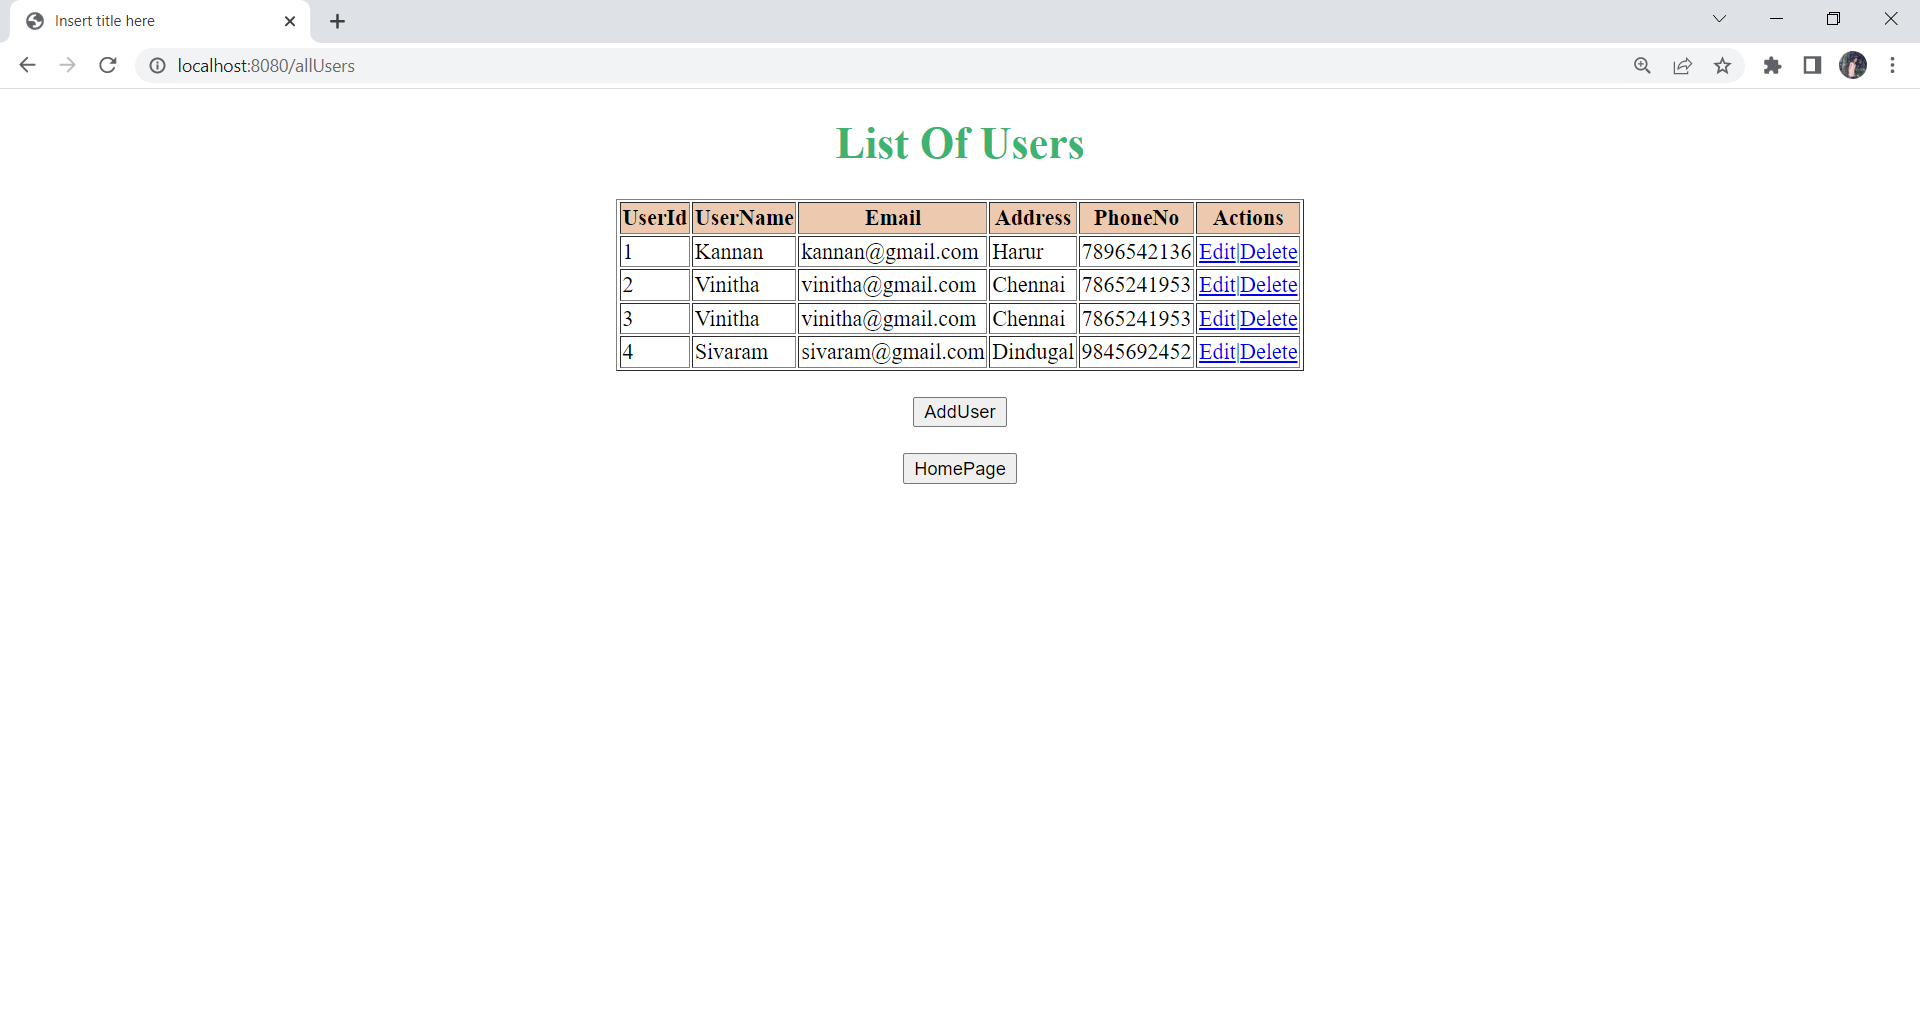 Insert title here
localhost:8080/allUsers
List Of Users
UserId UserName Email Address PhoneNo Actions
1 Kannan kannan@gmail.com Harur 7896542136 Edit|Delete
2 Vinitha vinitha@gmail.com Chennai 7865241953 Edit|Delete
3 Vinitha vinitha@gmail.com Chennai 7865241953 Edit|Delete
4 Sivaram sivaram@gmail.com Dindugal 9845692452 Edit|Delete
AddUser
HomePage